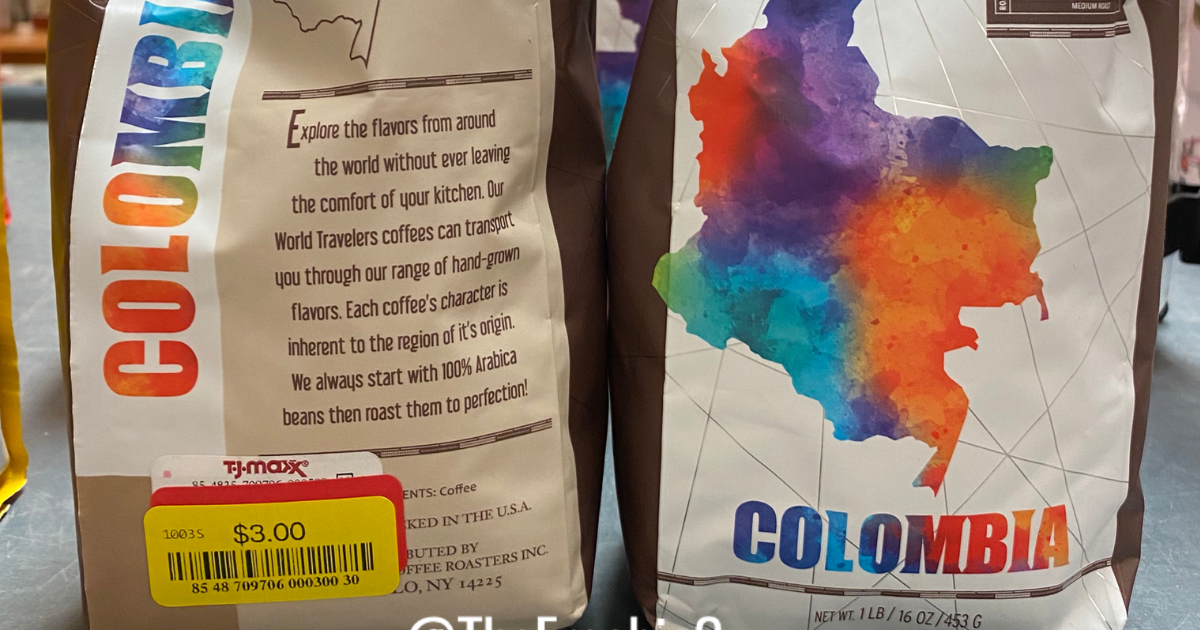 COLOMBI
Explore the flavors from around
the world without ever leaving
the comfort of your kitchen. Our
World Travelers coffees can transport
you through our range of hand-grown
flavors. Each coffee's character is
inherent to the region of it's origin.
We always start with 100% Arabica
beans then roast them to perfection!
T·J·maxx®
1003S $3.00
85 48 709706 000300 30
ENTS: Coffee
KED IN THE U.S.A.
BUTED BY
FFEE ROASTERS INC.
LO, NY 14225
MEDIUM ROAST
COLOMBIA
NET WT. 1 LB / 16 OZ / 453 G